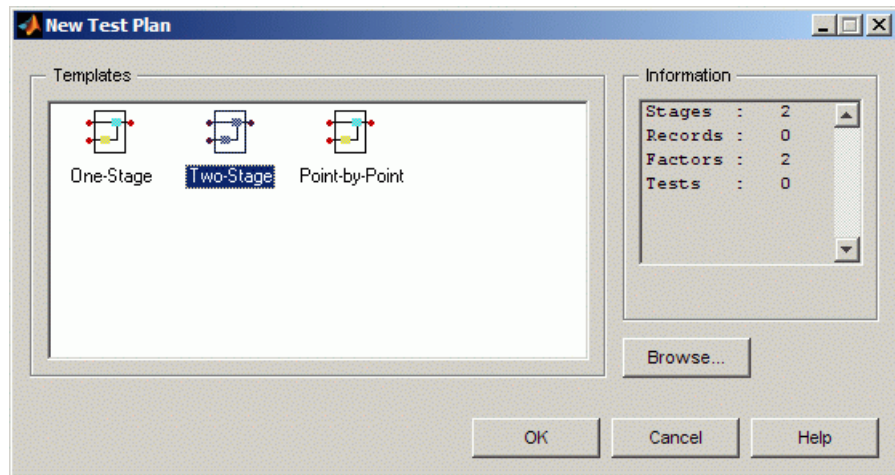 New Test Plan
Templates
One-Stage
Two-Stage
Point-by-Point
Information
Stages : 2
Records : 0
Factors : 2
Tests : 0
Browse...
OK
Cancel
Help